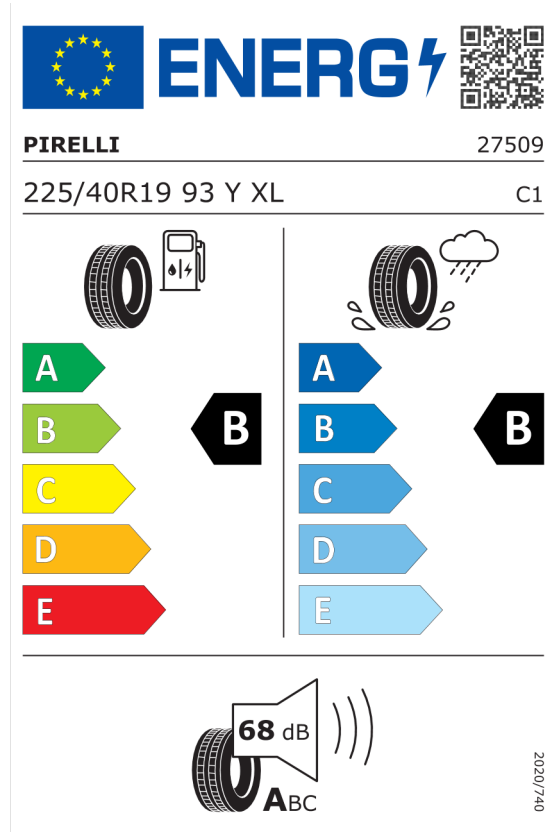 ENERG
PIRELLI 27509
225/40R19 93 Y XL C1
A A
B B B B
C C
D D
E E
68 dB
ABC
2020/740